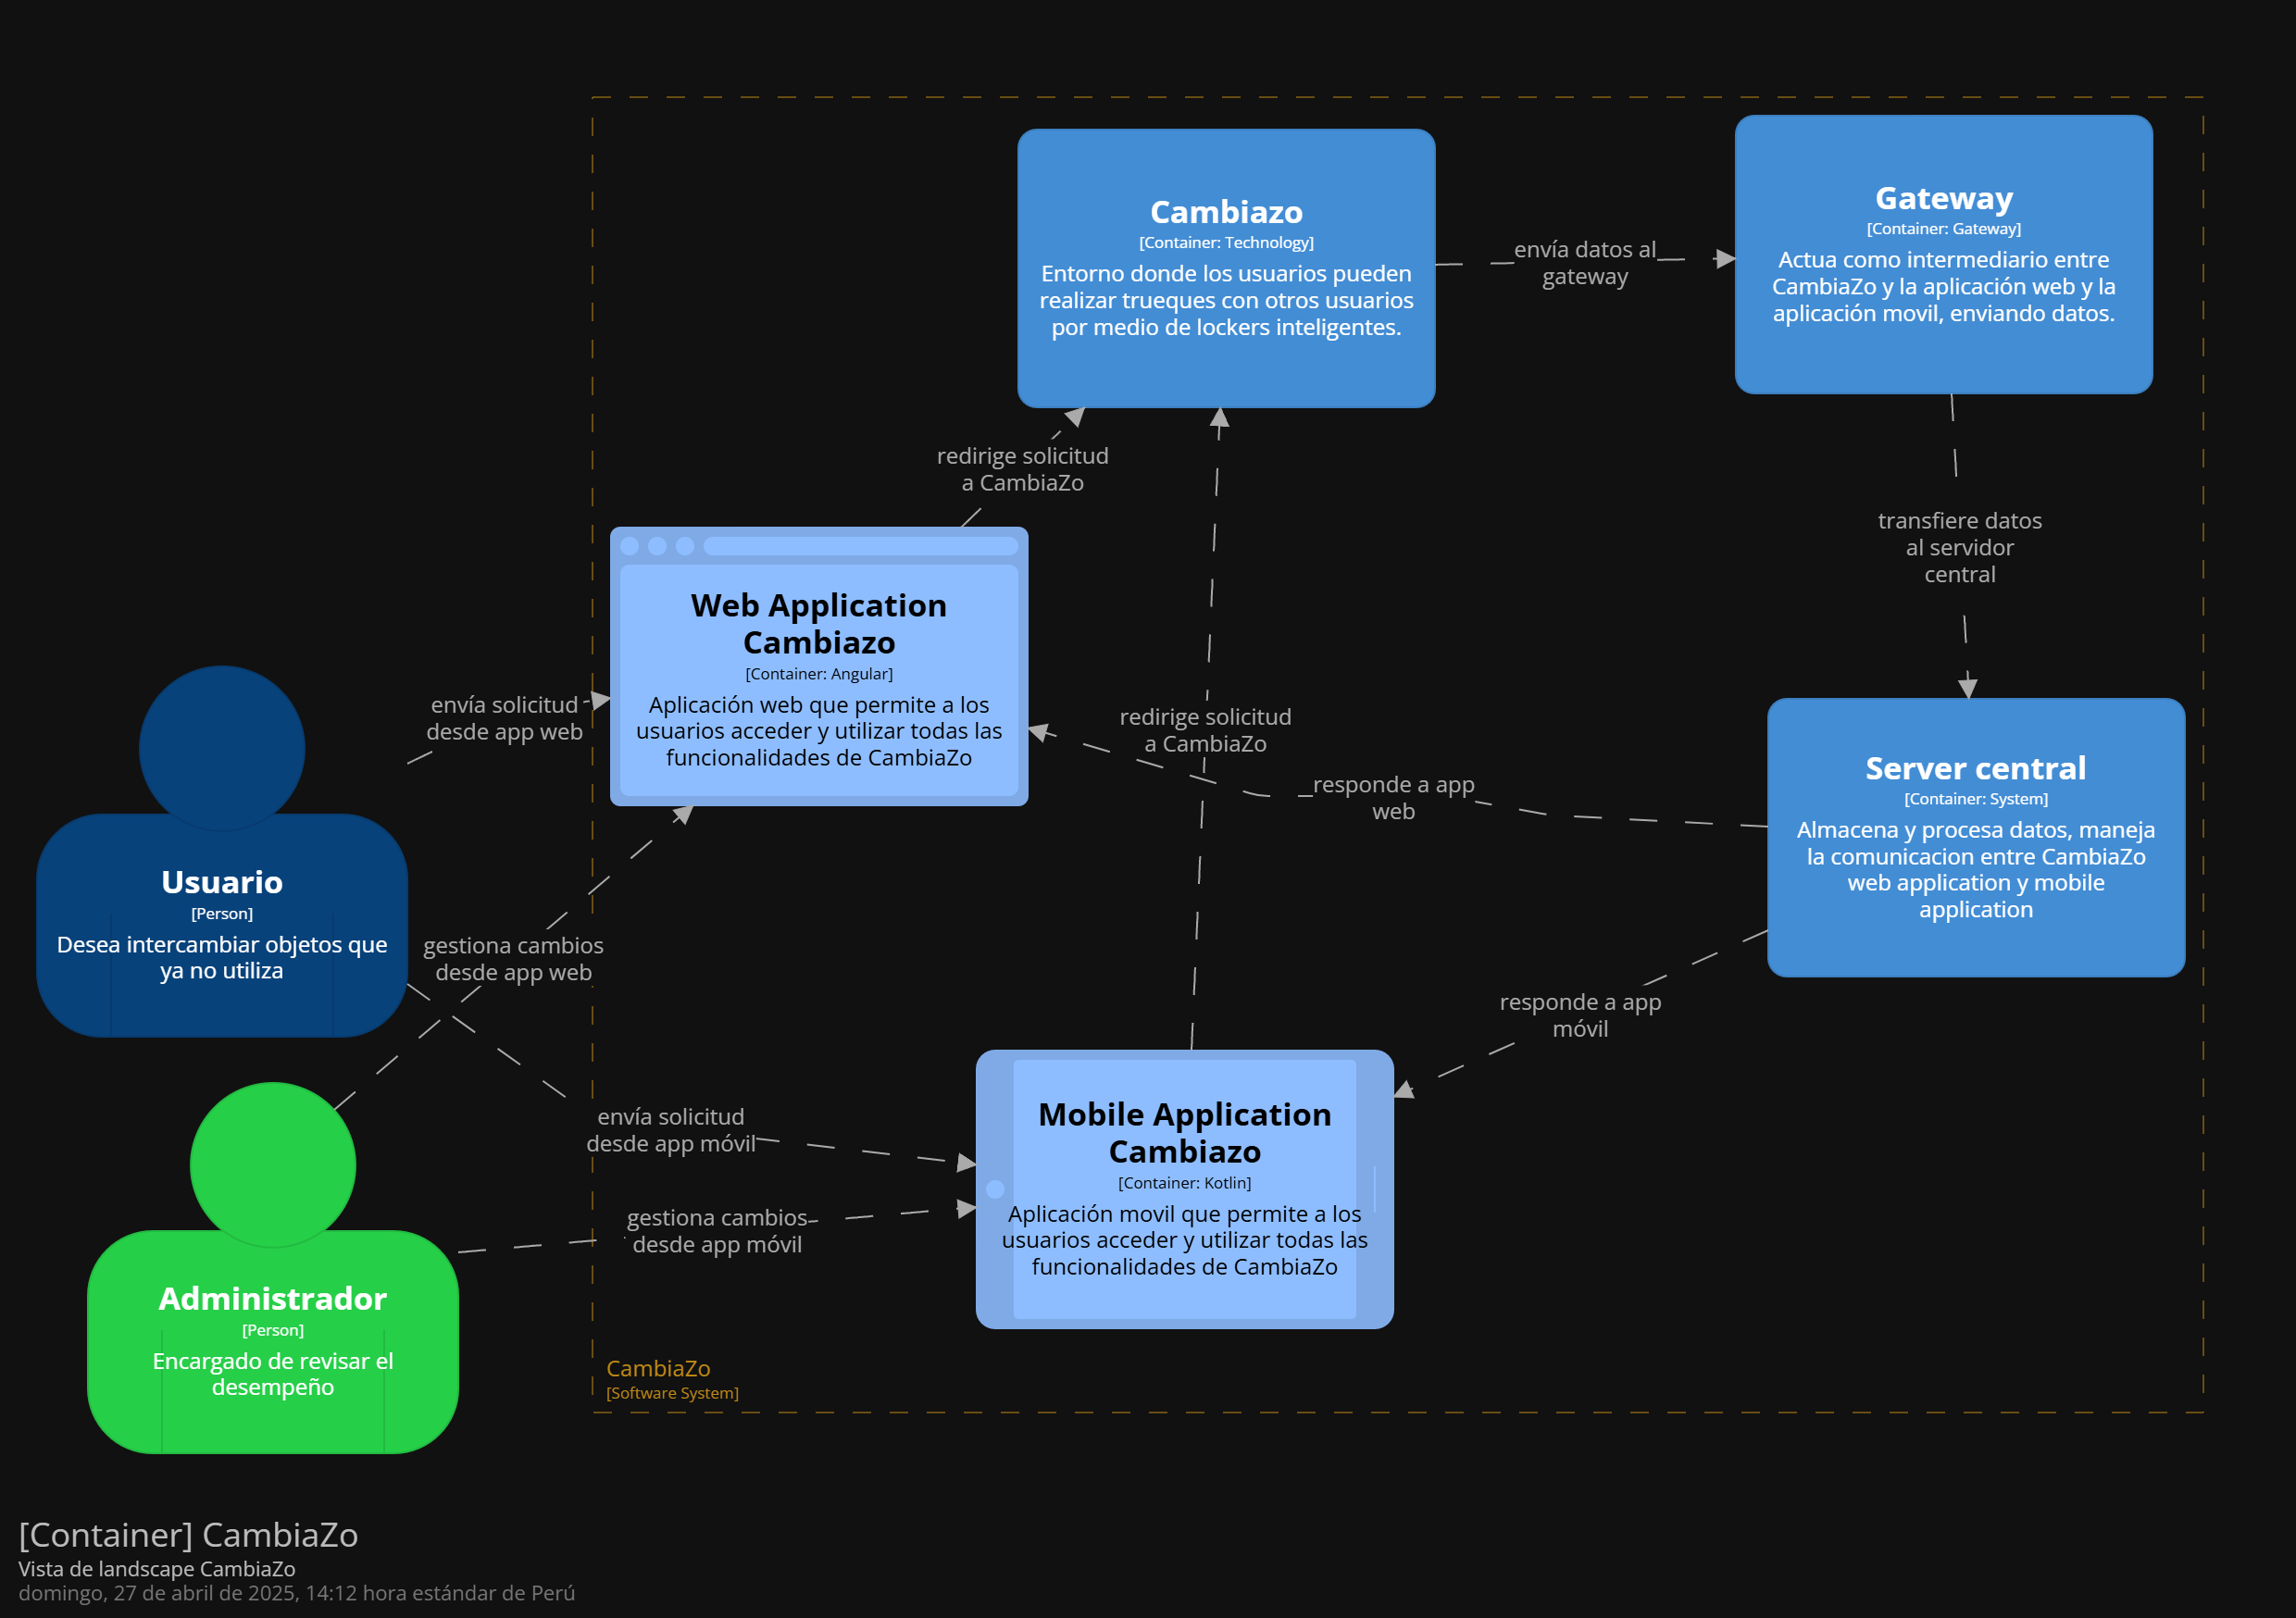 Cambiazo
[Container: Technology]
Entorno donde los usuarios pueden
realizar trueques con otros usuarios
por medio de lockers inteligentes.
envía datos al
gateway
Gateway
[Container: Gateway]
Actua como intermediario entre
CambiaZo y la aplicación web y la
aplicación movil, enviando datos.
redirige solicitud
a CambiaZo
transfiere datos
al servidor
central
Web Application
Cambiazo
[Container: Angular]
Aplicación web que permite a los
usuarios acceder y utilizar todas las
funcionalidades de CambiaZo
envía solicitud
desde app web
redirige solicitud
a CambiaZo
responde a app
web
Server central
[Container: System]
Almacena y procesa datos, maneja
la comunicacion entre CambiaZo
web application y mobile
application
Usuario
[Person]
Desea intercambiar objetos que
ya no utiliza
gestiona cambios
desde app web
responde a app
móvil
envía solicitud
desde app móvil
Mobile Application
Cambiazo
[Container: Kotlin]
Aplicación movil que permite a los
usuarios acceder y utilizar todas las
funcionalidades de CambiaZo
gestiona cambios
desde app móvil
Administrador
[Person]
Encargado de revisar el
desempeño
CambiaZo
[Software System]
[Container] CambiaZo
Vista de landscape CambiaZo
domingo, 27 de abril de 2025, 14:12 hora estándar de Perú